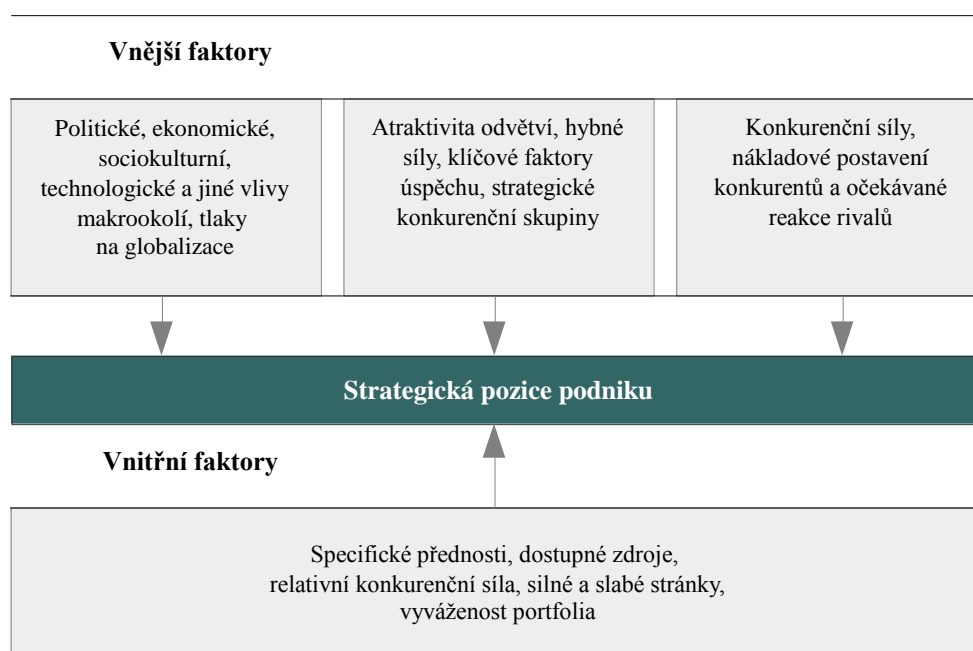 Vnější faktory
Politické, ekonomické,
sociokulturní,
technologické a jiné vlivy
makrookolí, tlaky
na globalizace
Atraktivita odvětví, hybné
síly, klíčové faktory
úspěchu, strategické
konkurenční skupiny
Konkurenční síly,
nákladové postavení
konkurentů a očekávané
reakce rivalů
Strategická pozice podniku
Vnitřní faktory
Specifické přednosti, dostupné zdroje,
relativní konkurenční síla, silné a slabé stránky,
vyváženost portfolia